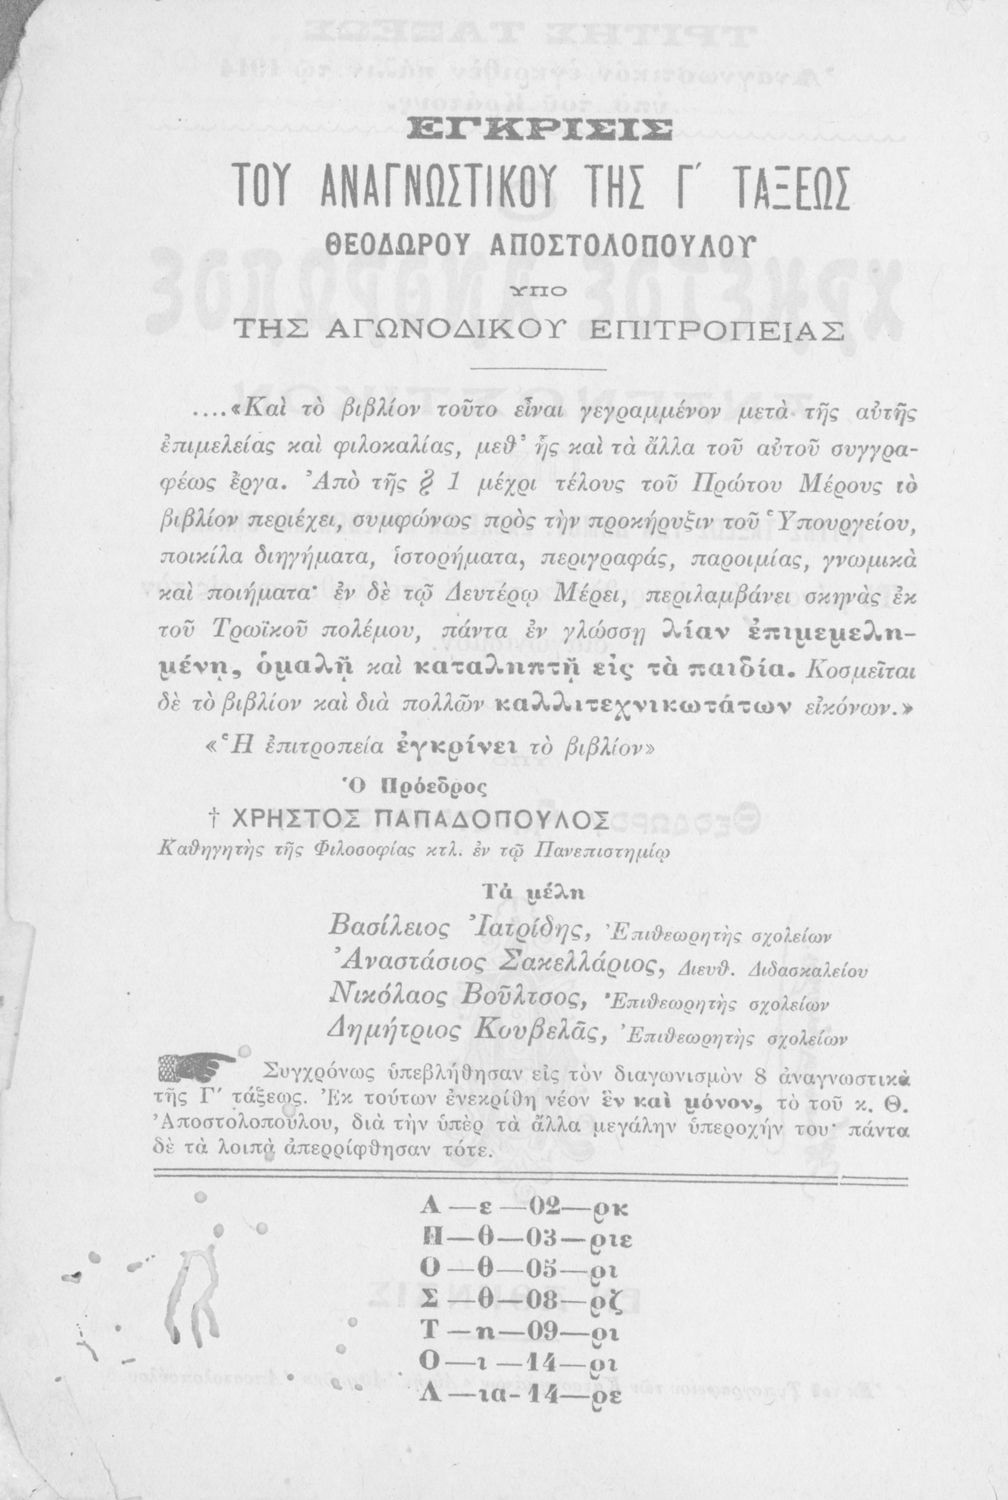 ΕΓΚΡΙΣΙΣ
ΤΟΥ ΑΝΑΓΝΩΣΤΙΚΟΥ ΤΗΣ Γ΄ ΤΑΞΕΩΣ
ΘΕΟΔΩΡΟΥ ΑΠΟΣΤΟΛΟΠΟΥΛΟΥ
ΥΠΟ
ΤΗΣ ΑΓΩΝΟΔΙΚΟΥ ΕΠΙΤΡΟΠΕΙΑΣ
....«Καὶ τὸ βιβλίον τοῦτο εἶναι γεγραμμένον μετὰ τῆς αὐτῆς
ἐπιμελείας καὶ φιλοκαλίας, μεθ᾿ ἧς καὶ τὰ ἄλλα τοῦ αὐτοῦ συγγρα-
φέως ἔργα. Ἀπὸ τῆς § 1 μέχρι τέλους τοῦ Πρώτου Μέρους τὸ
βιβλίον περιέχει, συμφώνως πρὸς τὴν προκήρυξιν τοῦ Ὑπουργείου,
ποικίλα διηγήματα, ἱστορήματα, περιγραφάς, παροιμίας, γνωμικὰ
καὶ ποιήματα· ἐν δὲ τῷ Δευτέρῳ Μέρει, περιλαμβάνει σκηνὰς ἐκ
τοῦ Τρωϊκοῦ πολέμου, πάντα ἐν γλώσσῃ λίαν ἐπιμεμελη-
μένῃ, ὁμαλῇ καὶ καταληπτῇ εἰς τὰ παιδία. Κοσμεῖται
δὲ τὸ βιβλίον καὶ διὰ πολλῶν καλλιτεχνικωτάτων εἰκόνων.»
«Ἡ ἐπιτροπεία ἐγκρίνει τὸ βιβλίον»
Ὁ Πρόεδρος
† ΧΡΗΣΤΟΣ ΠΑΠΑΔΟΠΟΥΛΟΣ
Καθηγητὴς τῆς Φιλοσοφίας κτλ. ἐν τῷ Πανεπιστημίῳ
Τὰ μέλη
Βασίλειος Ἰατρίδης, Ἐπιθεωρητὴς σχολείων
Ἀναστάσιος Σακελλάριος, Διευθ. Διδασκαλείου
Νικόλαος Βοῦλτσος, Ἐπιθεωρητὴς σχολείων
Δημήτριος Κουβελᾶς, Ἐπιθεωρητὴς σχολείων
Συγχρόνως ὑπεβλήθησαν εἰς τὸν διαγωνισμὸν 8 ἀναγνωστικὰ
τῆς Γ΄ τάξεως. Ἐκ τούτων ἐνεκρίθη νέον ἓν καὶ μόνον, τὸ τοῦ κ. Θ.
Ἀποστολοπούλου, διὰ τὴν ὑπὲρ τὰ ἄλλα μεγάλην ὑπεροχήν του· πάντα
δὲ τὰ λοιπὰ ἀπερρίφθησαν τότε.
Α — ε — 02 — ρκ
Η — θ — 03 — ριε
Ο — θ — 05 — ρι
Σ — θ — 08 — ρζ
Τ — η — 09 — ρι
Ο — ι — 14 — ρι
Λ — ια - 14 — ρε